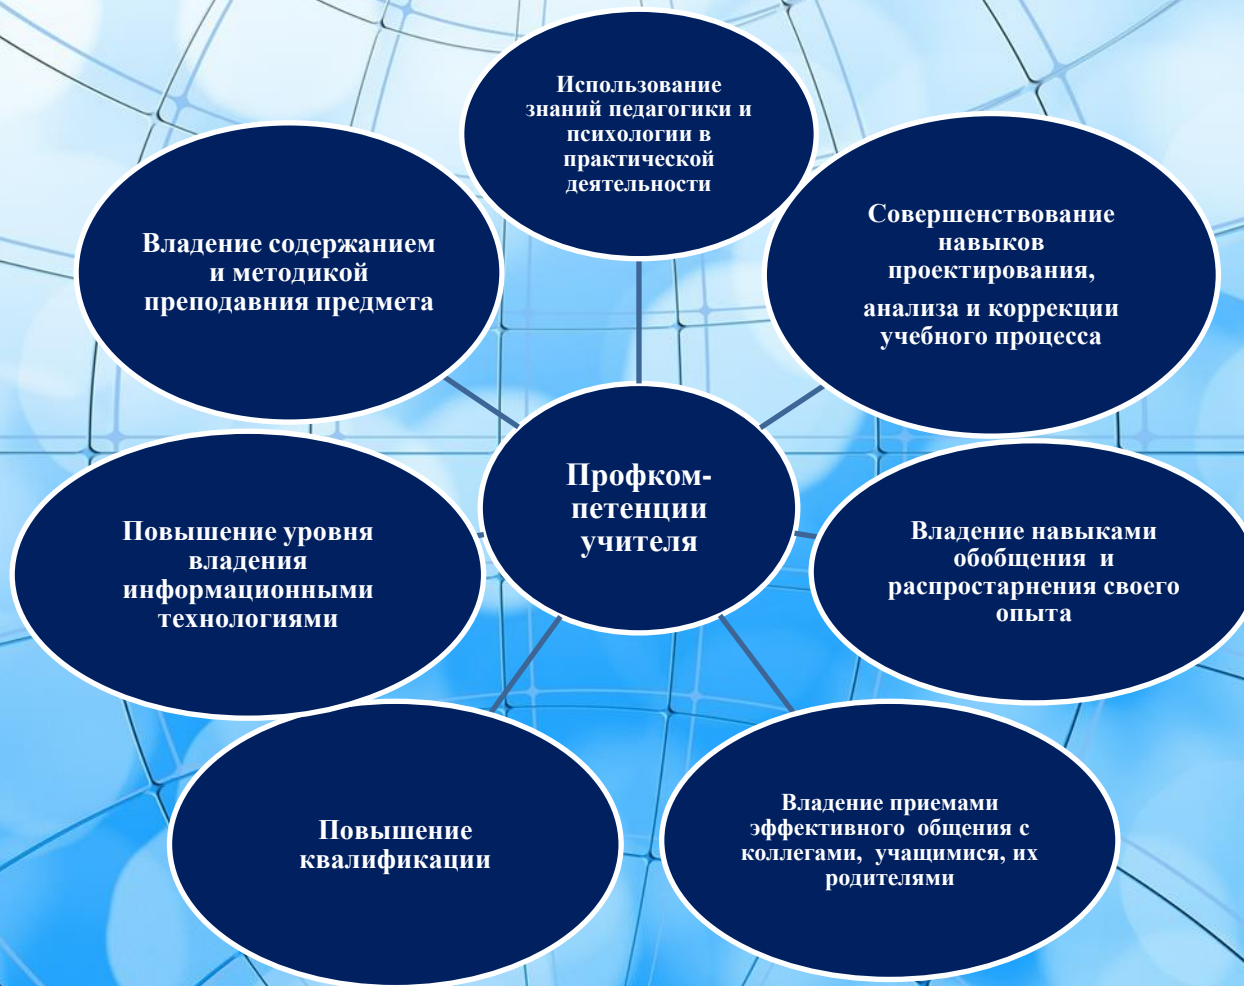 Использование
знаний педагогики и
психологии в
практической
деятельности
Совершенствование
навыков
проектирования,
анализа и коррекции
учебного процесса
Владение содержанием
и методикой
преподавния предмета
Профком-
петенции
учителя
Владение навыками
обобщения и
распростарнения своего
опыта
Повышение уровня
владения
информационными
технологиями
Владение приемами
эффективного общения с
коллегами, учащимися, их
родителями
Повышение
квалификации